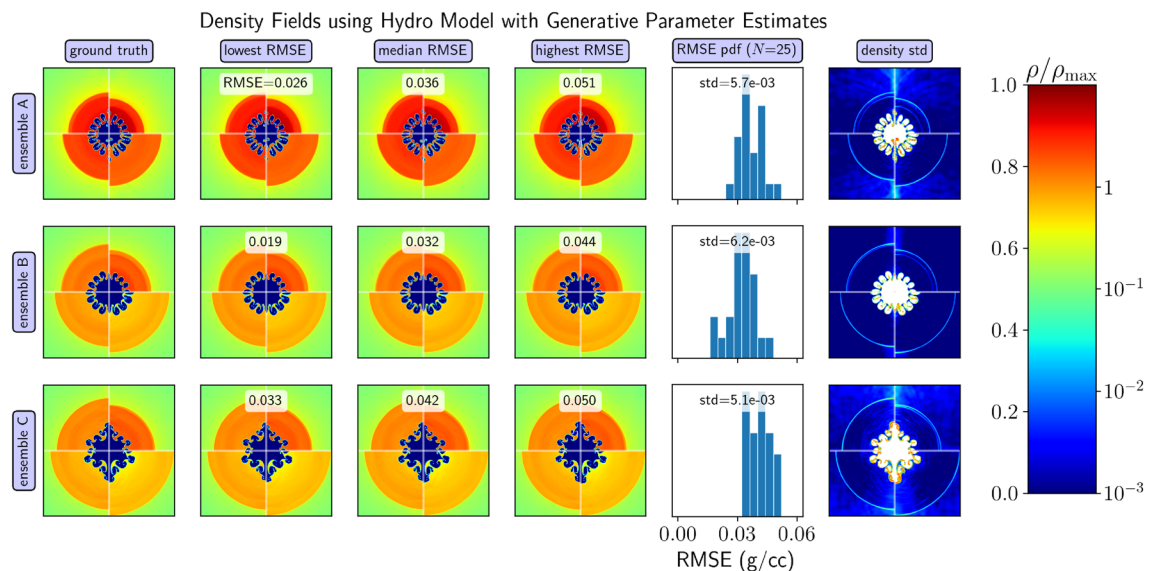 Density Fields using Hydro Model with Generative Parameter Estimates
ground truth
lowest RMSE
median RMSE
highest RMSE
RMSE pdf (N=25)
density std
ρ/ρmax
ensemble A
RMSE=0.026
0.036
0.051
std=5.7e-03
ensemble B
0.019
0.032
0.044
std=6.2e-03
ensemble C
0.033
0.042
0.050
std=5.1e-03
0.00 0.03 0.06
RMSE (g/cc)
1.0
0.8
1
0.6
10⁻¹
0.4
10⁻²
0.2
0.0
10⁻³